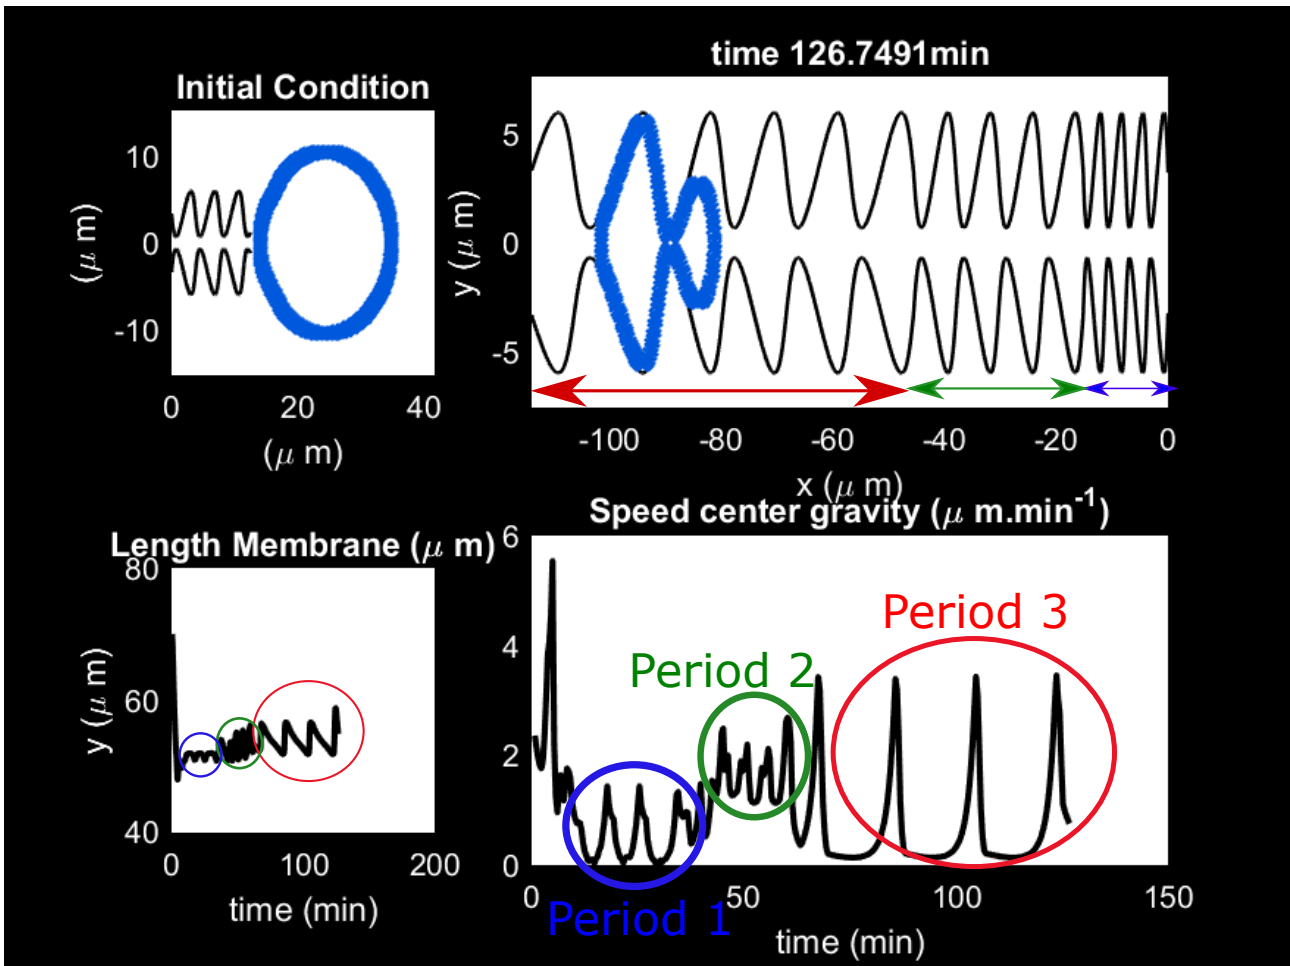 Initial Condition
(μ m)
10
0
-10
0 20 40
(μ m)
time 126.7491min
y (μ m)
5
0
-5
-100 -80 -60 -40 -20 0
x (μ m)
Length Membrane (μ m)
y (μ m)
80
60
40
0 100 200
time (min)
Speed center gravity (μ m.min⁻¹)
6
4
2
0
Period 3
Period 2
Period 1
0 50 100 150
time (min)